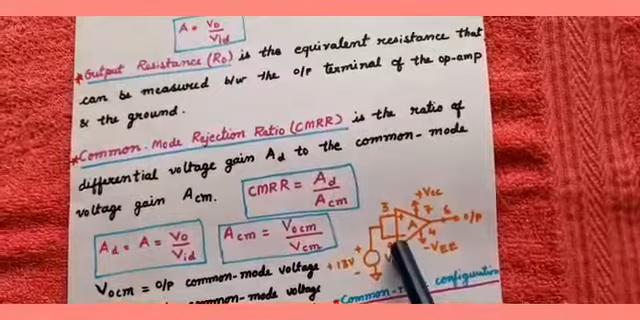 A = Vo/Vid
*Output Resistance (Ro) is the equivalent resistance that
can be measured b/w the o/p terminal of the op-amp
& the ground.
*Common-Mode Rejection Ratio (CMRR) is the ratio of
differential voltage gain Ad to the common-mode
voltage gain Acm.
CMRR = Ad/Acm
Ad = A = Vo/Vid
Acm = Vocm/Vcm
+Vcc
3
7
6
O/P
+
A
4
-VEE
+
+13V
-
Vocm = o/p common-mode voltage
common-mode voltage
configuration